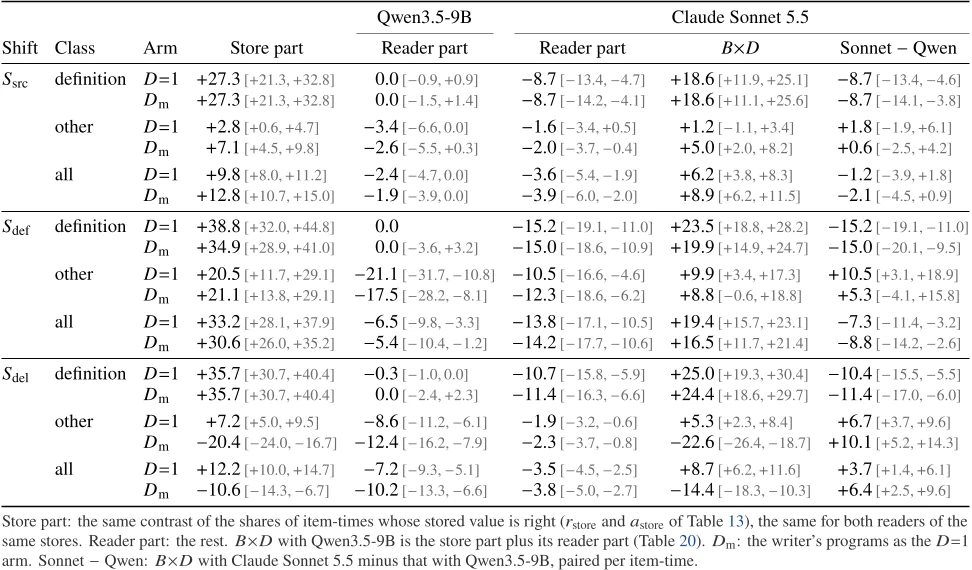 Qwen3.5-9B Claude Sonnet 5.5
Shift Class Arm Store part Reader part Reader part B×D Sonnet − Qwen
S_src definition D=1 +27.3 [+21.3, +32.8] 0.0 [−0.9, +0.9] −8.7 [−13.4, −4.7] +18.6 [+11.9, +25.1] −8.7 [−13.4, −4.6]
D_m +27.3 [+21.3, +32.8] 0.0 [−1.5, +1.4] −8.7 [−14.2, −4.1] +18.6 [+11.1, +25.6] −8.7 [−14.1, −3.8]
other D=1 +2.8 [+0.6, +4.7] −3.4 [−6.6, 0.0] −1.6 [−3.4, +0.5] +1.2 [−1.1, +3.4] +1.8 [−1.9, +6.1]
D_m +7.1 [+4.5, +9.8] −2.6 [−5.5, +0.3] −2.0 [−3.7, −0.4] +5.0 [+2.0, +8.2] +0.6 [−2.5, +4.2]
all D=1 +9.8 [+8.0, +11.2] −2.4 [−4.7, 0.0] −3.6 [−5.4, −1.9] +6.2 [+3.8, +8.3] −1.2 [−3.9, +1.8]
D_m +12.8 [+10.7, +15.0] −1.9 [−3.9, 0.0] −3.9 [−6.0, −2.0] +8.9 [+6.2, +11.5] −2.1 [−4.5, +0.9]
S_def definition D=1 +38.8 [+32.0, +44.8] 0.0 −15.2 [−19.1, −11.0] +23.5 [+18.8, +28.2] −15.2 [−19.1, −11.0]
D_m +34.9 [+28.9, +41.0] 0.0 [−3.6, +3.2] −15.0 [−18.6, −10.9] +19.9 [+14.9, +24.7] −15.0 [−20.1, −9.5]
other D=1 +20.5 [+11.7, +29.1] −21.1 [−31.7, −10.8] −10.5 [−16.6, −4.6] +9.9 [+3.4, +17.3] +10.5 [+3.1, +18.9]
D_m +21.1 [+13.8, +29.1] −17.5 [−28.2, −8.1] −12.3 [−18.6, −6.2] +8.8 [−0.6, +18.8] +5.3 [−4.1, +15.8]
all D=1 +33.2 [+28.1, +37.9] −6.5 [−9.8, −3.3] −13.8 [−17.1, −10.5] +19.4 [+15.7, +23.1] −7.3 [−11.4, −3.2]
D_m +30.6 [+26.0, +35.2] −5.4 [−10.4, −1.2] −14.2 [−17.7, −10.6] +16.5 [+11.7, +21.4] −8.8 [−14.2, −2.6]
S_del definition D=1 +35.7 [+30.7, +40.4] −0.3 [−1.0, 0.0] −10.7 [−15.8, −5.9] +25.0 [+19.3, +30.4] −10.4 [−15.5, −5.5]
D_m +35.7 [+30.7, +40.4] 0.0 [−2.4, +2.3] −11.4 [−16.3, −6.6] +24.4 [+18.6, +29.7] −11.4 [−17.0, −6.0]
other D=1 +7.2 [+5.0, +9.5] −8.6 [−11.2, −6.1] −1.9 [−3.2, −0.6] +5.3 [+2.3, +8.4] +6.7 [+3.7, +9.6]
D_m −20.4 [−24.0, −16.7] −12.4 [−16.2, −7.9] −2.3 [−3.7, −0.8] −22.6 [−26.4, −18.7] +10.1 [+5.2, +14.3]
all D=1 +12.2 [+10.0, +14.7] −7.2 [−9.3, −5.1] −3.5 [−4.5, −2.5] +8.7 [+6.2, +11.6] +3.7 [+1.4, +6.1]
D_m −10.6 [−14.3, −6.7] −10.2 [−13.3, −6.6] −3.8 [−5.0, −2.7] −14.4 [−18.3, −10.3] +6.4 [+2.5, +9.6]
Store part: the same contrast of the shares of item-times whose stored value is right (r_store and a_store of Table 13), the same for both readers of the
same stores. Reader part: the rest. B×D with Qwen3.5-9B is the store part plus its reader part (Table 20). D_m: the writer's programs as the D=1
arm. Sonnet − Qwen: B×D with Claude Sonnet 5.5 minus that with Qwen3.5-9B, paired per item-time.